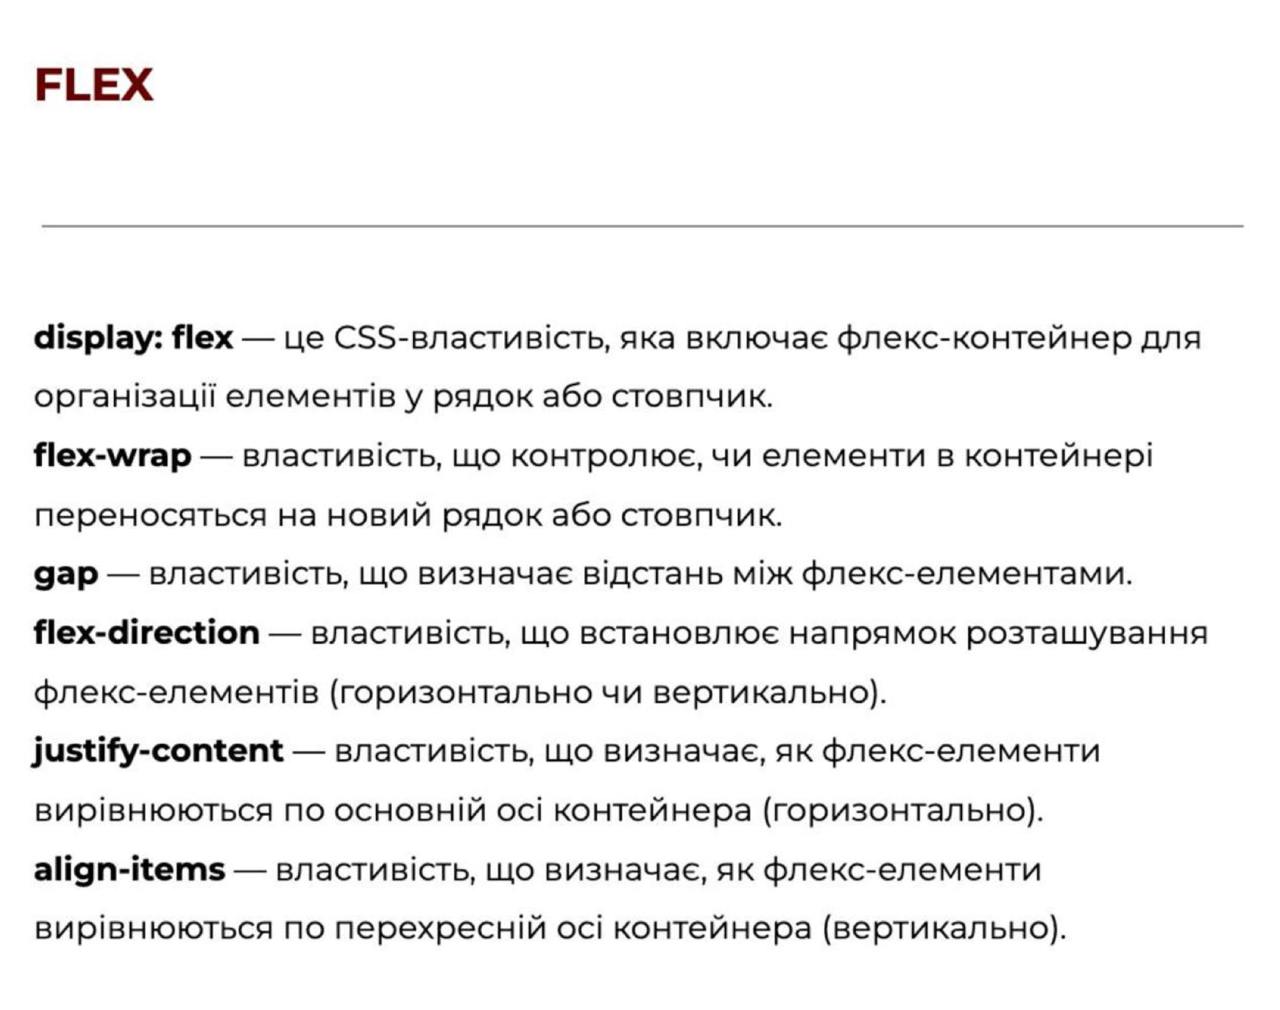 FLEX
display: flex — це CSS-властивість, яка включає флекс-контейнер для
організації елементів у рядок або стовпчик.
flex-wrap — властивість, що контролює, чи елементи в контейнері
переносяться на новий рядок або стовпчик.
gap — властивість, що визначає відстань між флекс-елементами.
flex-direction — властивість, що встановлює напрямок розташування
флекс-елементів (горизонтально чи вертикально).
justify-content — властивість, що визначає, як флекс-елементи
вирівнюються по основній осі контейнера (горизонтально).
align-items — властивість, що визначає, як флекс-елементи
вирівнюються по перехресній осі контейнера (вертикально).